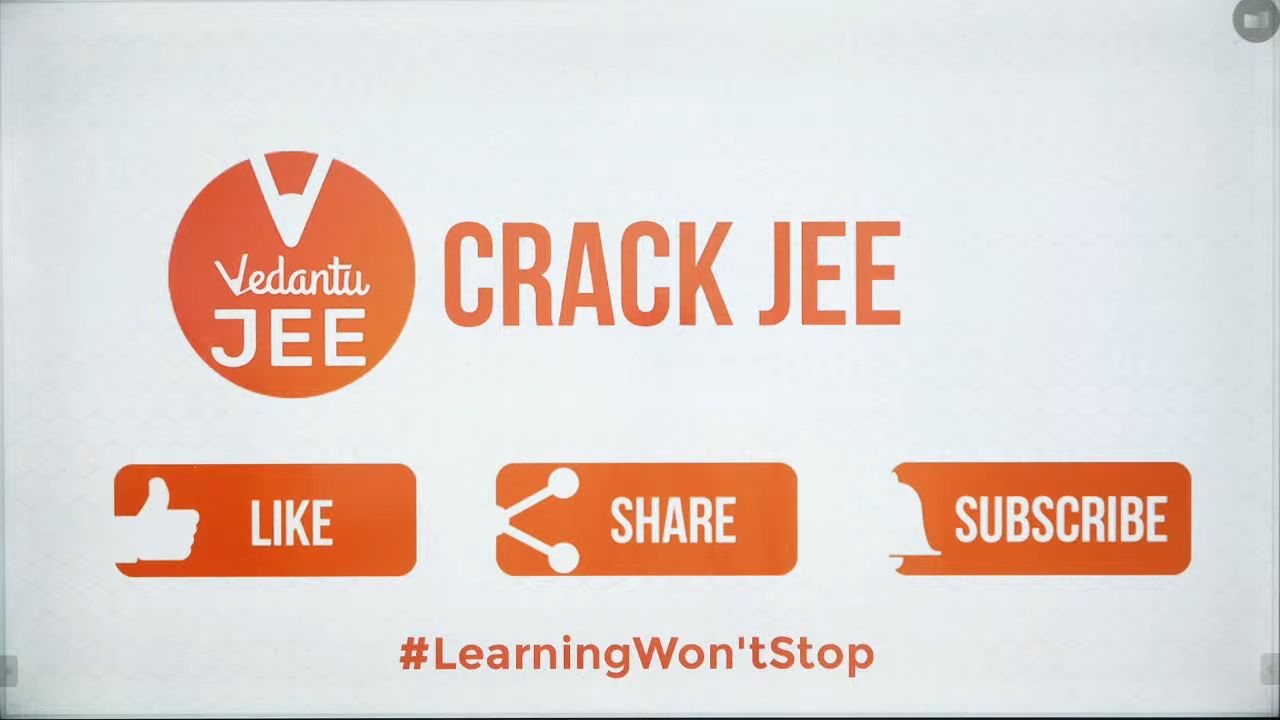 Vedantu
JEE
CRACK JEE
LIKE
SHARE
SUBSCRIBE
#LearningWon'tStop